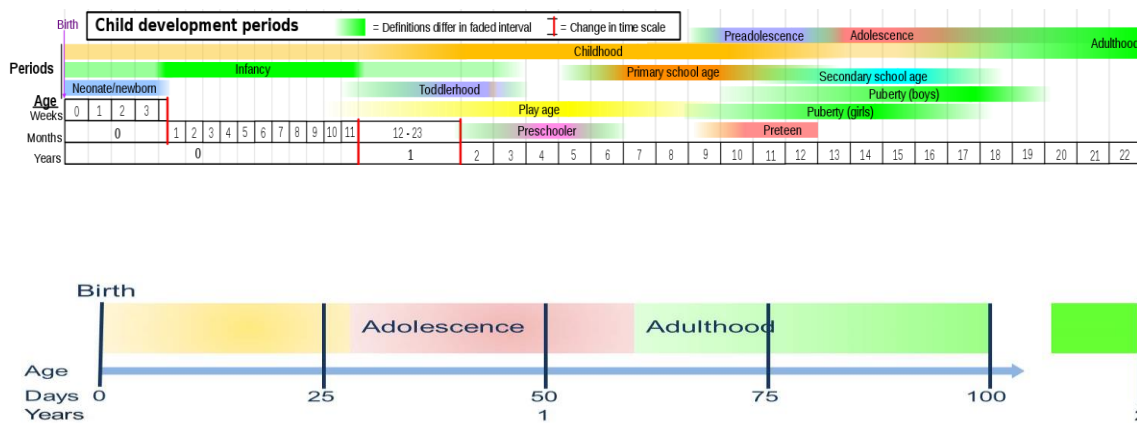 Birth
Child development periods = Definitions differ in faded interval = Change in time scale
Preadolescence Adolescence Adulthood
Childhood
Periods Infancy Primary school age Secondary school age
Neonate/newborn Toddlerhood Puberty (boys)
Age
Weeks 0 1 2 3 Play age Puberty (girls)
Months 0 1 2 3 4 5 6 7 8 9 10 11 12 - 23 Preschooler Preteen
Years 0 1 2 3 4 5 6 7 8 9 10 11 12 13 14 15 16 17 18 19 20 21 22
Birth
Adolescence Adulthood
Age
Days 0 25 50 75 100
Years 1